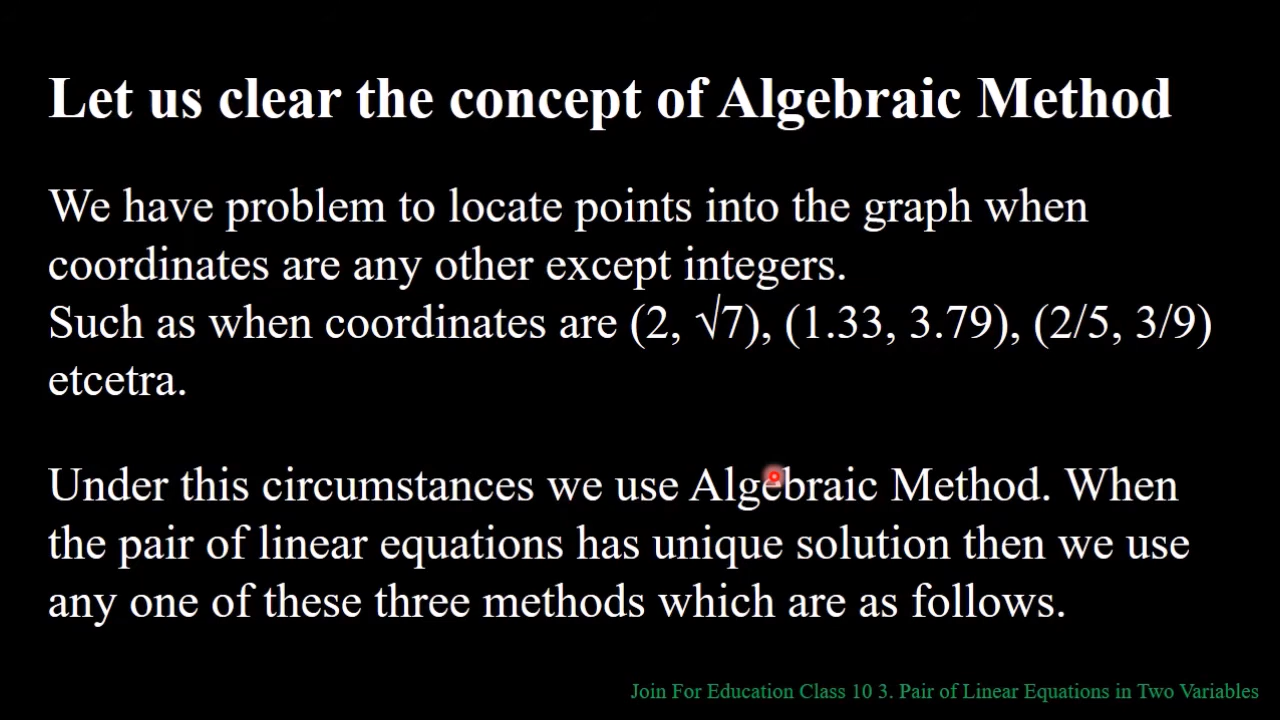 Let us clear the concept of Algebraic Method
We have problem to locate points into the graph when
coordinates are any other except integers.
Such as when coordinates are (2, √7), (1.33, 3.79), (2/5, 3/9)
etcetra.
Under this circumstances we use Algebraic Method. When
the pair of linear equations has unique solution then we use
any one of these three methods which are as follows.
Join For Education Class 10 3. Pair of Linear Equations in Two Variables